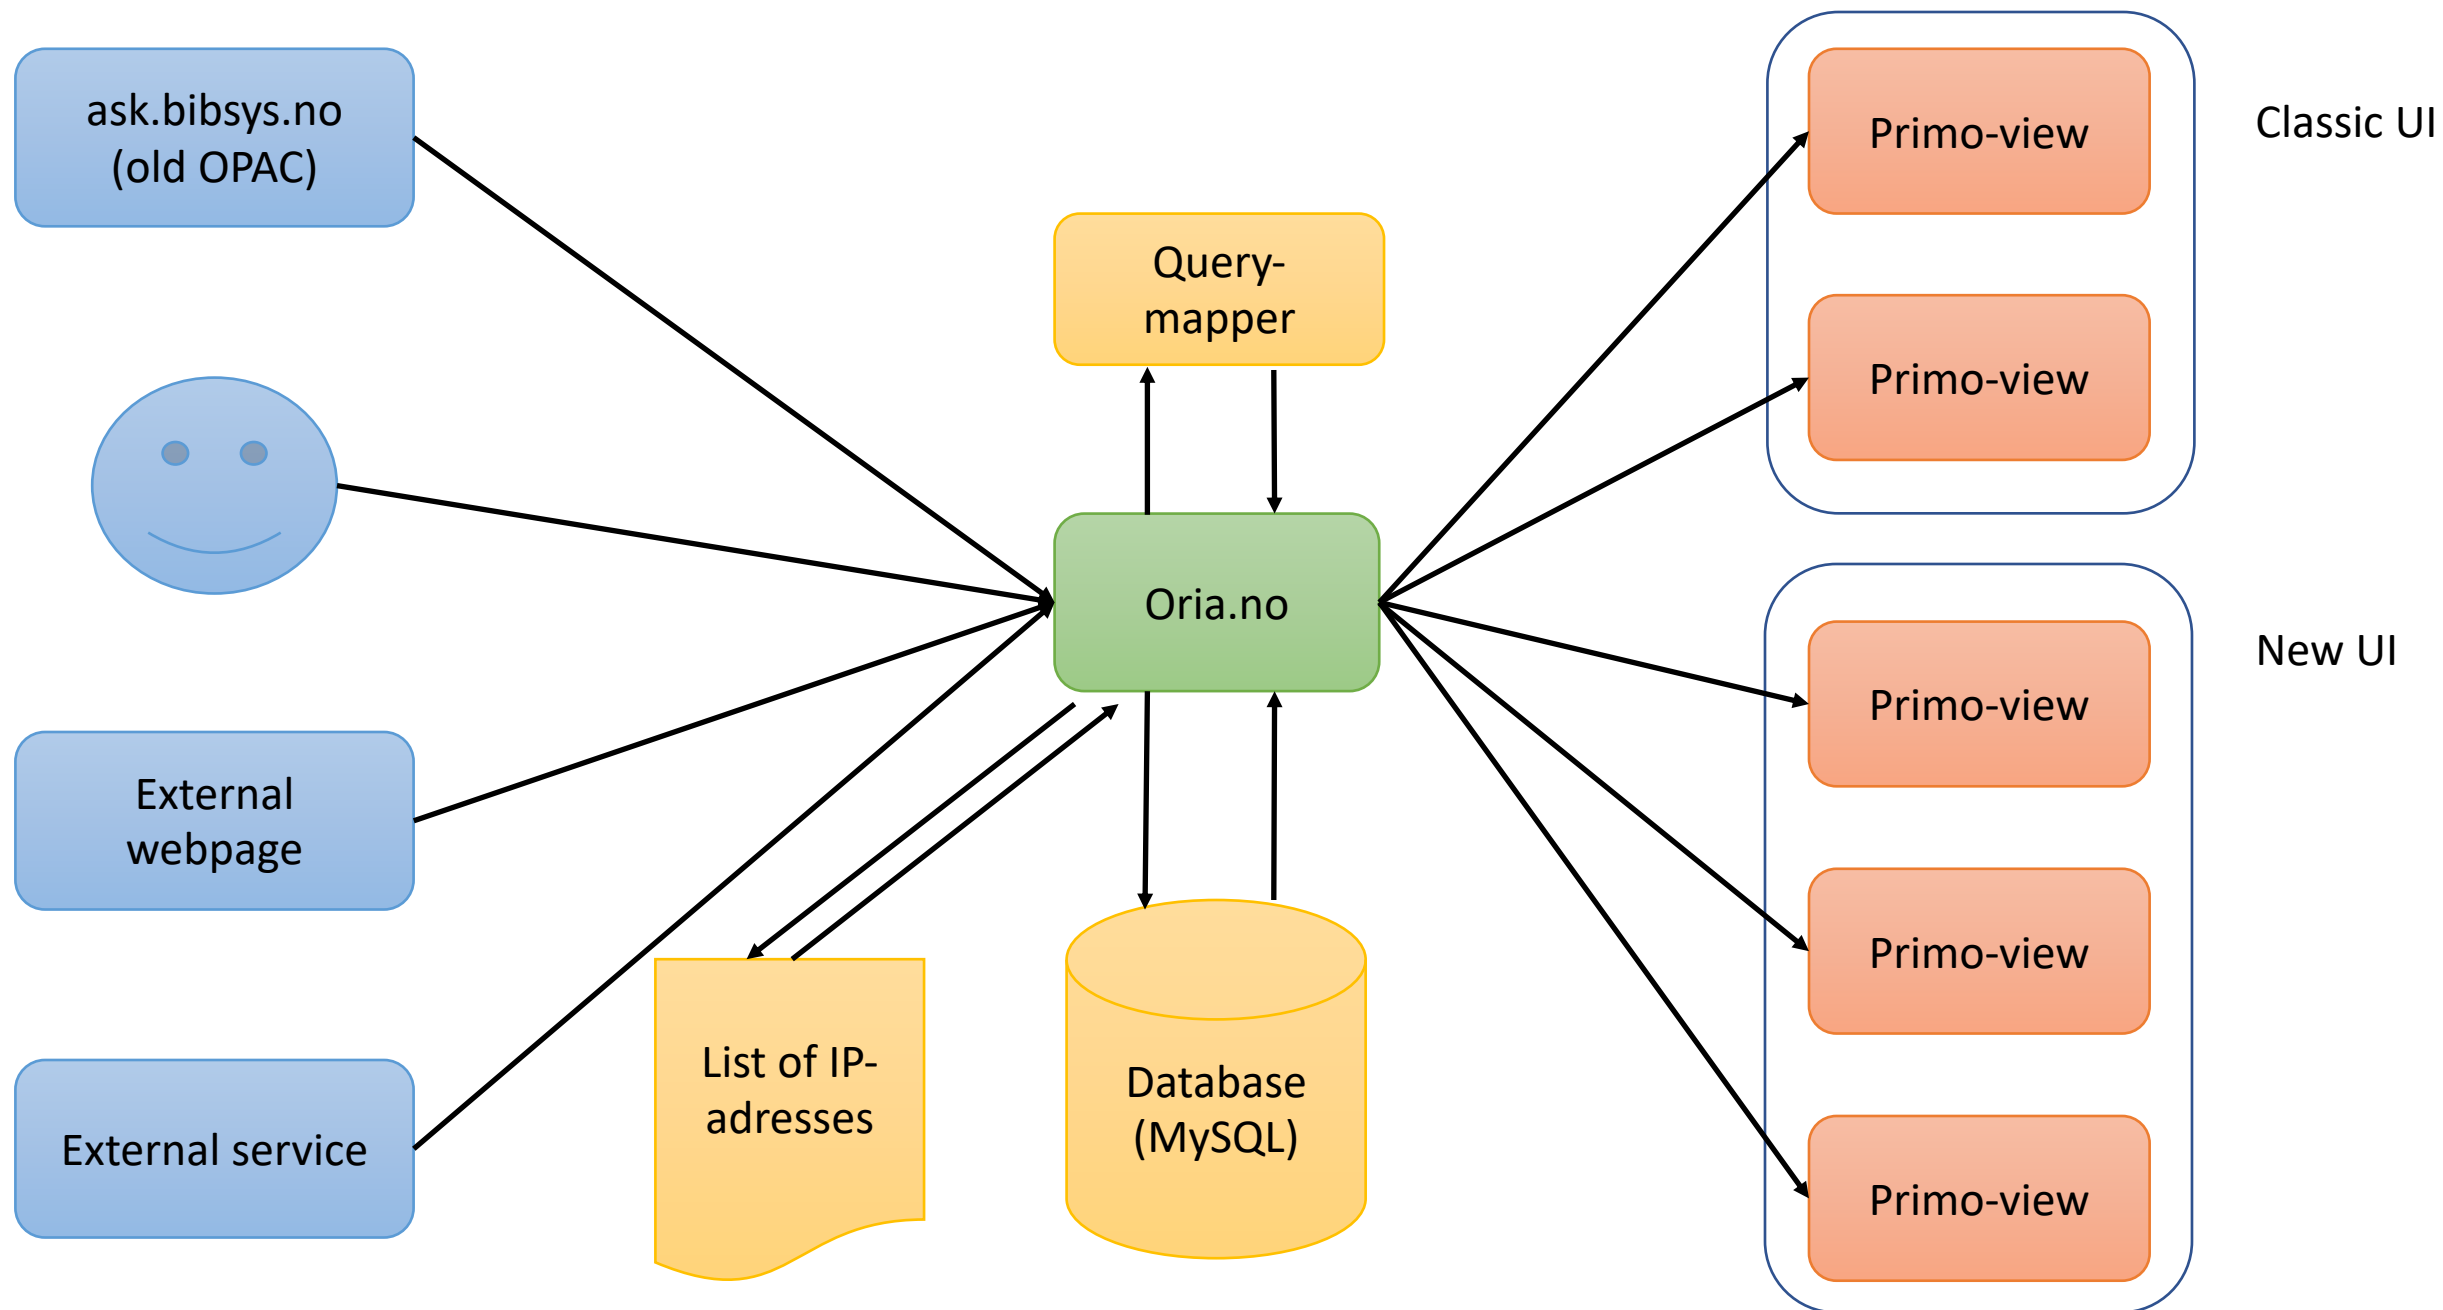 ask.bibsys.no
(old OPAC)
External
webpage
External service
Query-
mapper
Oria.no
List of IP-
adresses
Database
(MySQL)
Primo-view
Primo-view
Classic UI
Primo-view
Primo-view
Primo-view
New UI